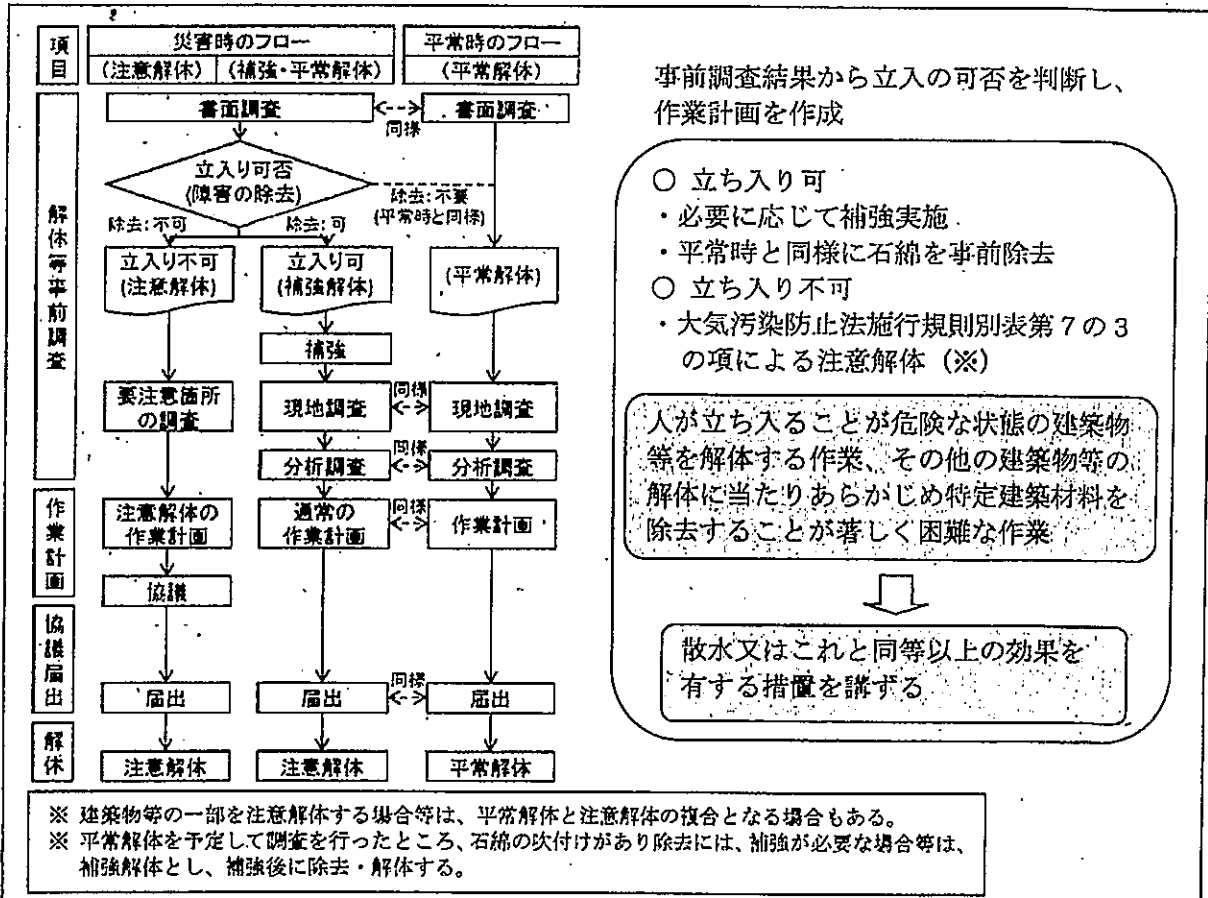 項目
災害時のフロー
平常時のフロー
(注意解体)
(補強・平常解体)
(平常解体)
解体等事前調査
書面調査
同様
書面調査
立入り可否
(障害の除去)
除去:不要
(平常時と同様)
除去:不可
除去:可
立入り不可
(注意解体)
立入り可
(補強解体)
(平常解体)
補強
要注意箇所
の調査
現地調査
同様
現地調査
分析調査
同様
分析調査
作業計画
注意解体の
作業計画
通常の
作業計画
同様
作業計画
協議
協議届出
届出
届出
同様
届出
解体
注意解体
注意解体
平常解体
事前調査結果から立入の可否を判断し、
作業計画を作成
○ 立ち入り可
・必要に応じて補強実施
・平常時と同様に石綿を事前除去
○ 立ち入り不可
・大気汚染防止法施行規則別表第7の3
の項による注意解体(※)
人が立ち入ることが危険な状態の建築物
等を解体する作業、その他の建築物等の
解体に当たりあらかじめ特定建築材料を
除去することが著しく困難な作業
散水又はこれと同等以上の効果を
有する措置を講ずる
※ 建築物等の一部を注意解体する場合等は、平常解体と注意解体の複合となる場合もある。
※ 平常解体を予定して調査を行ったところ、石綿の吹付けがあり除去には、補強が必要な場合等は、
補強解体とし、補強後に除去・解体する。